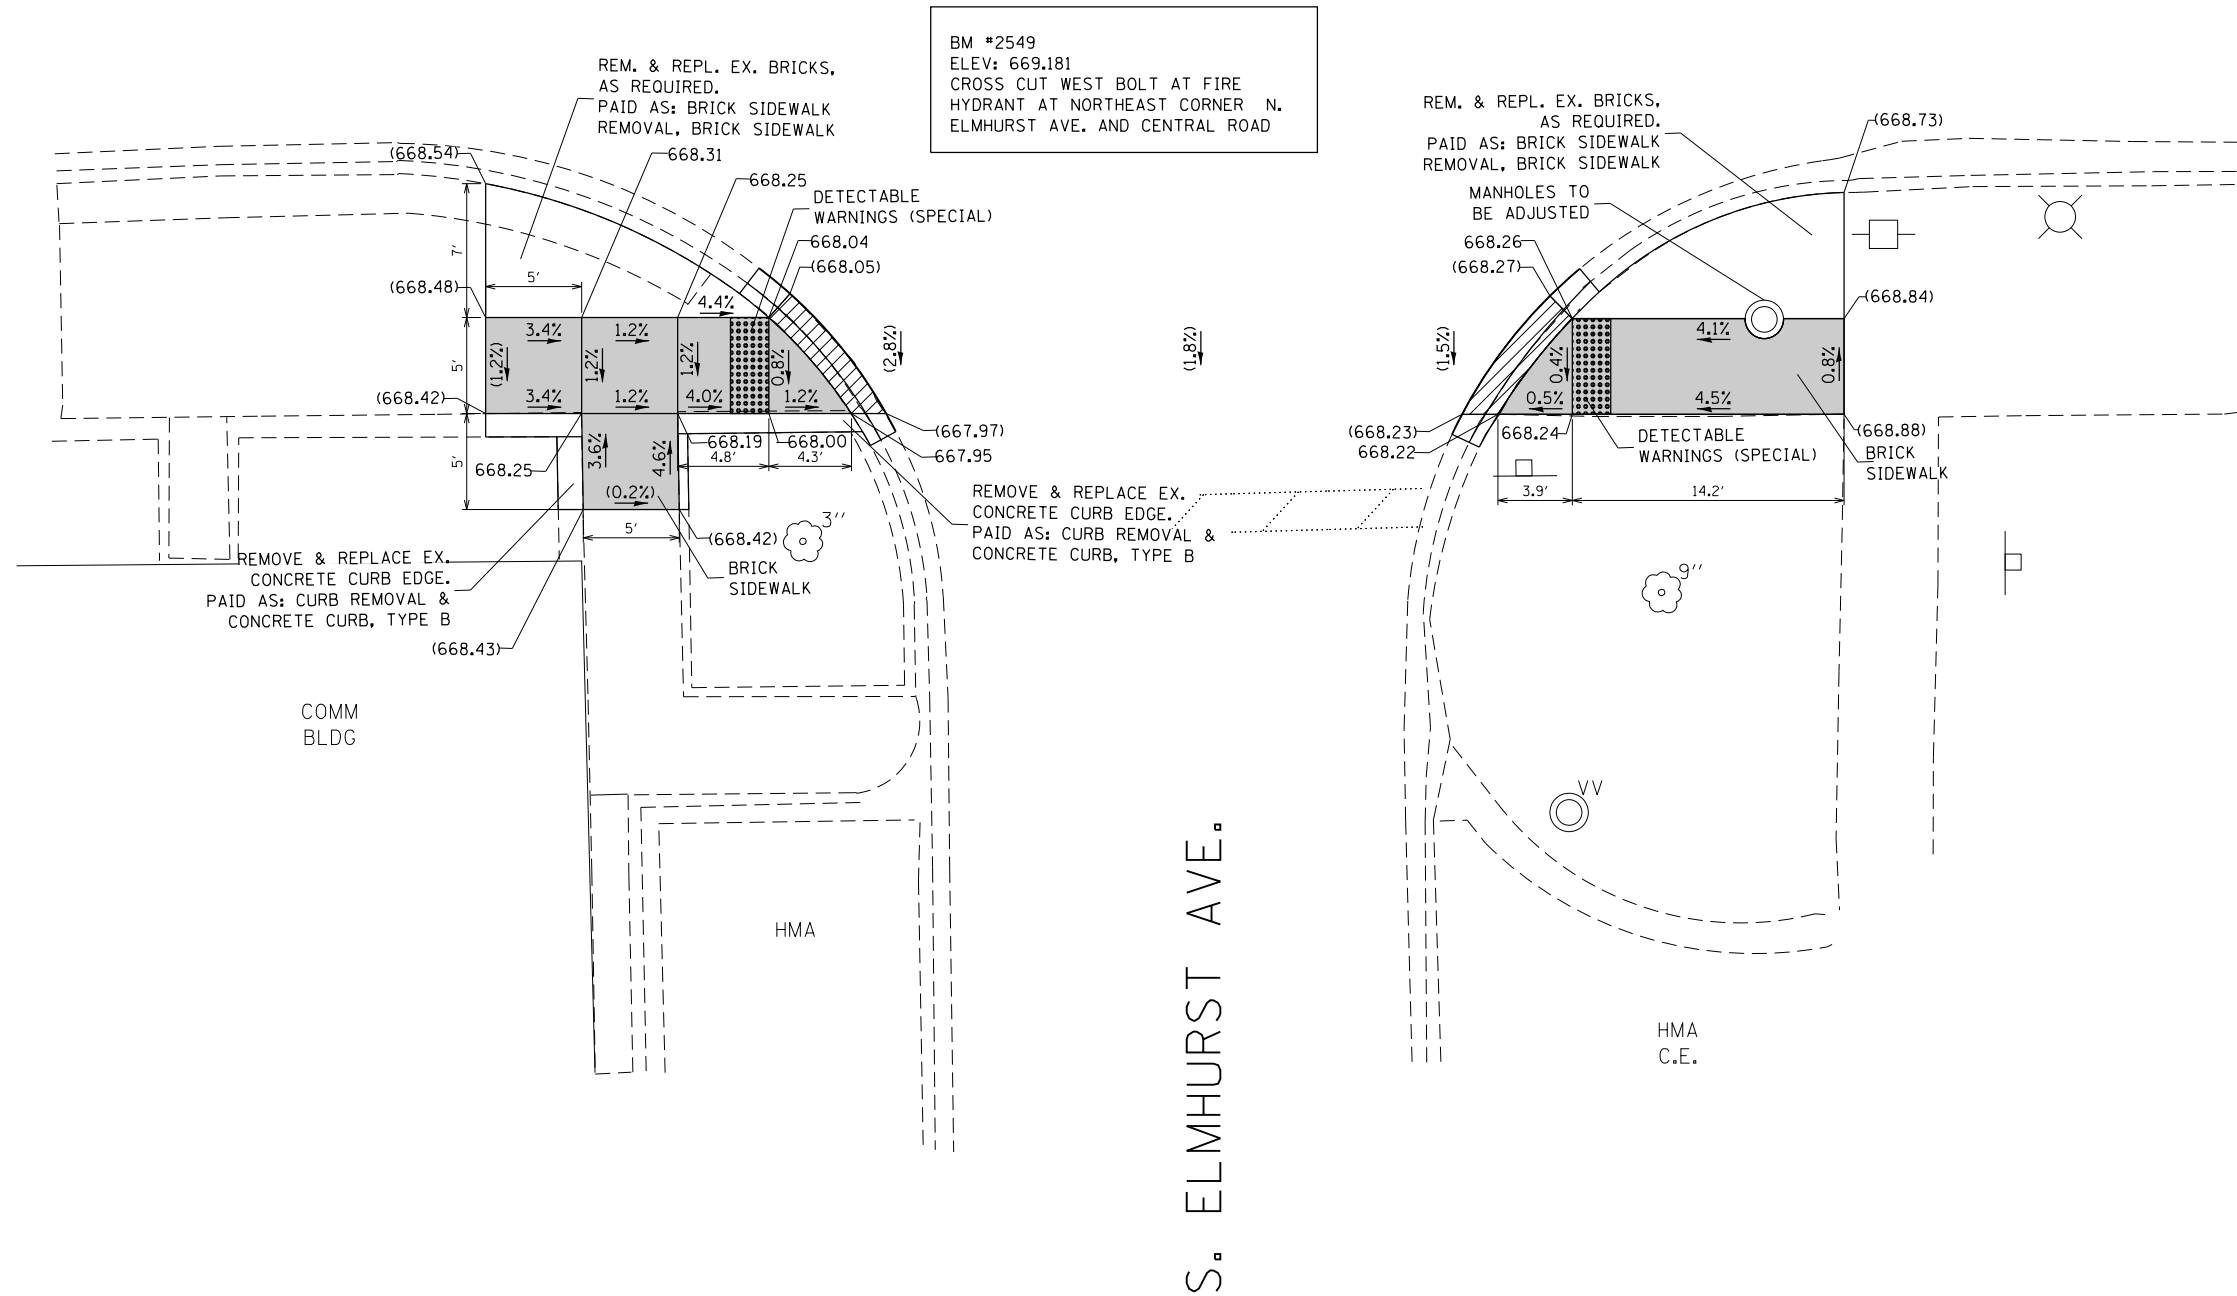 BM #2549
ELEV: 669.181
CROSS CUT WEST BOLT AT FIRE
HYDRANT AT NORTHEAST CORNER N.
ELMHURST AVE. AND CENTRAL ROAD
REM. & REPL. EX. BRICKS,
AS REQUIRED.
PAID AS: BRICK SIDEWALK
REMOVAL, BRICK SIDEWALK
(668.54)
668.31
668.25
DETECTABLE
WARNINGS (SPECIAL)
668.04
(668.05)
7'
5'
(668.48)
4.4%
3.4%
1.2%
(1.2%)
1.2%
1.2%
0.8%
(2.8%)
5'
(668.42)
3.4%
1.2%
4.0%
1.2%
(667.97)
667.95
668.19
668.00
4.8'
4.3'
5'
668.25
3.6%
4.6%
(0.2%)
5'
(668.42)
3''
BRICK
SIDEWALK
REMOVE & REPLACE EX.
CONCRETE CURB EDGE.
PAID AS: CURB REMOVAL &
CONCRETE CURB, TYPE B
(668.43)
REMOVE & REPLACE EX.
CONCRETE CURB EDGE.
PAID AS: CURB REMOVAL &
CONCRETE CURB, TYPE B
COMM
BLDG
HMA
(1.8%)
(1.5%)
REM. & REPL. EX. BRICKS,
AS REQUIRED.
PAID AS: BRICK SIDEWALK
REMOVAL, BRICK SIDEWALK
(668.73)
MANHOLES TO
BE ADJUSTED
668.26
(668.27)
(668.84)
4.1%
0.4%
0.8%
0.5%
4.5%
(668.23)
668.22
668.24
DETECTABLE
WARNINGS (SPECIAL)
(668.88)
BRICK
SIDEWALK
3.9'
14.2'
9''
VV
HMA
C.E.
S. ELMHURST AVE.